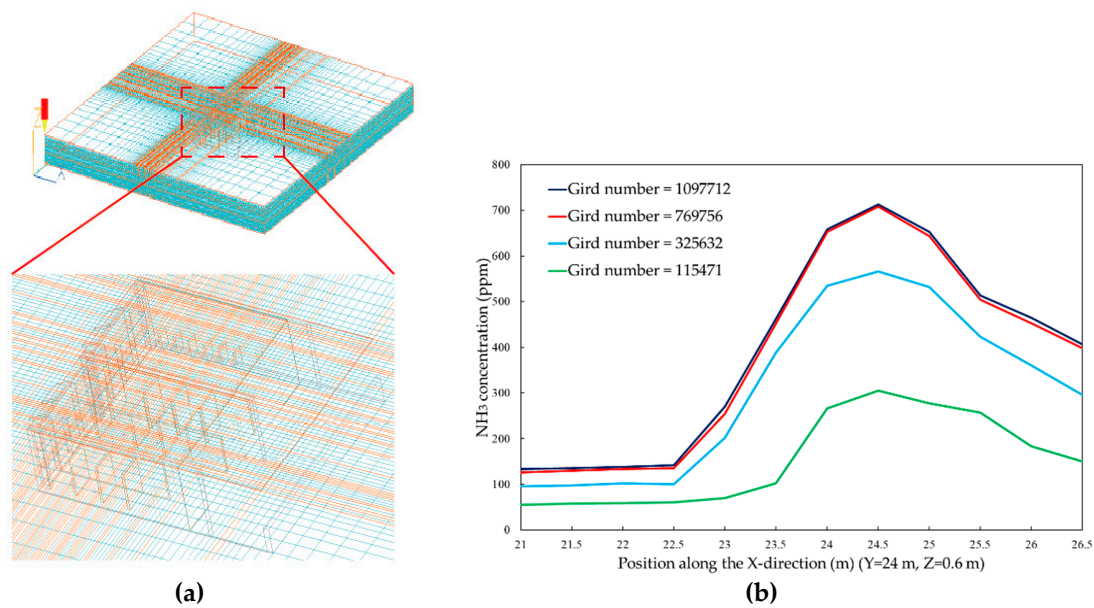 800
700
600
500
400
300
200
100
0
NH3 concentration (ppm)
Gird number = 1097712
Gird number = 769756
Gird number = 325632
Gird number = 115471
21 21.5 22 22.5 23 23.5 24 24.5 25 25.5 26 26.5
Position along the X-direction (m) (Y=24 m, Z=0.6 m)
(a) (b)